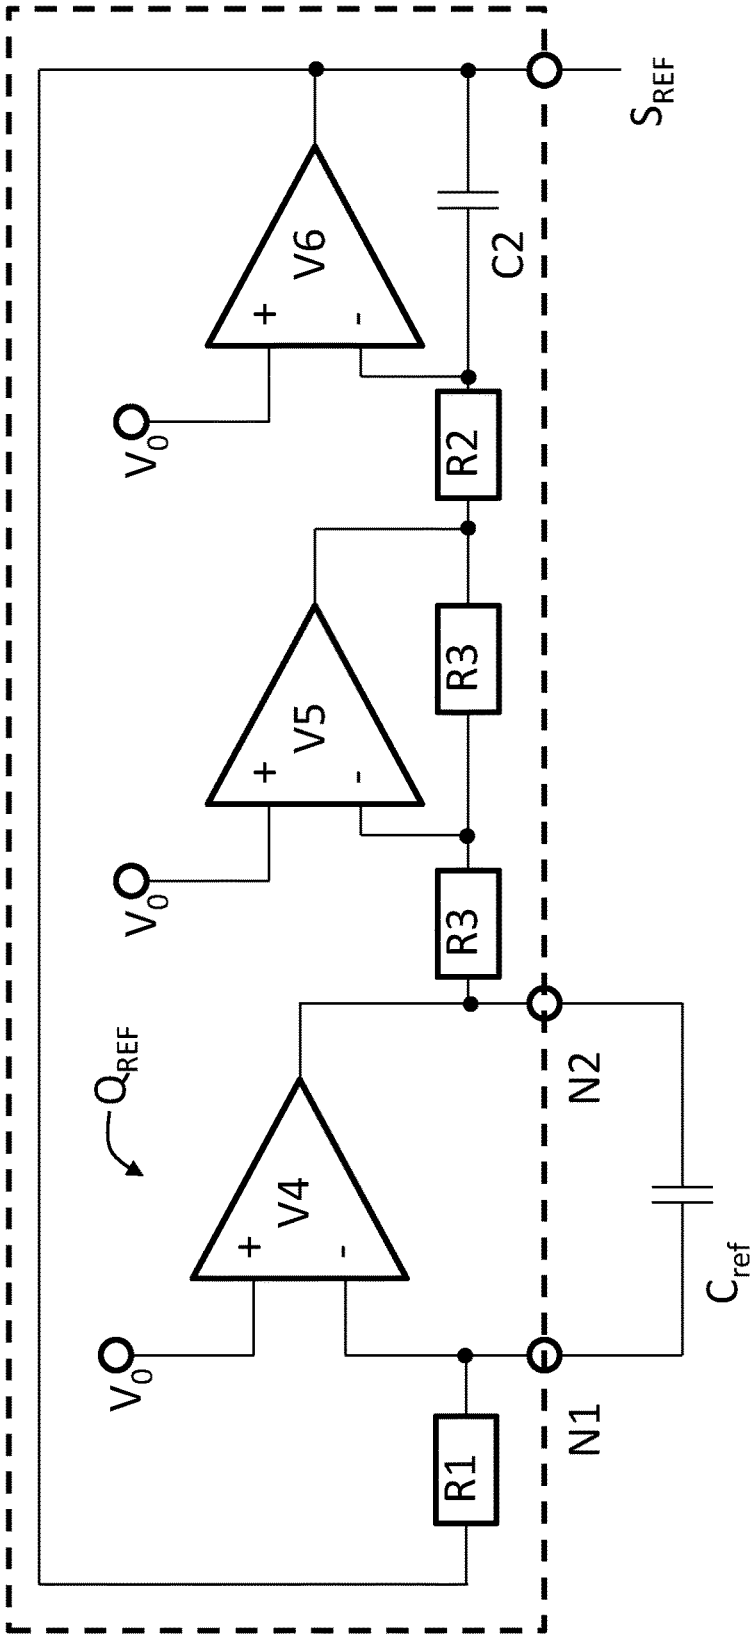 Q_REF
V₀
+
-
V4
R1
N1
C_ref
N2
R3
V₀
+
-
V5
R3
R2
V₀
+
-
V6
C2
S_REF